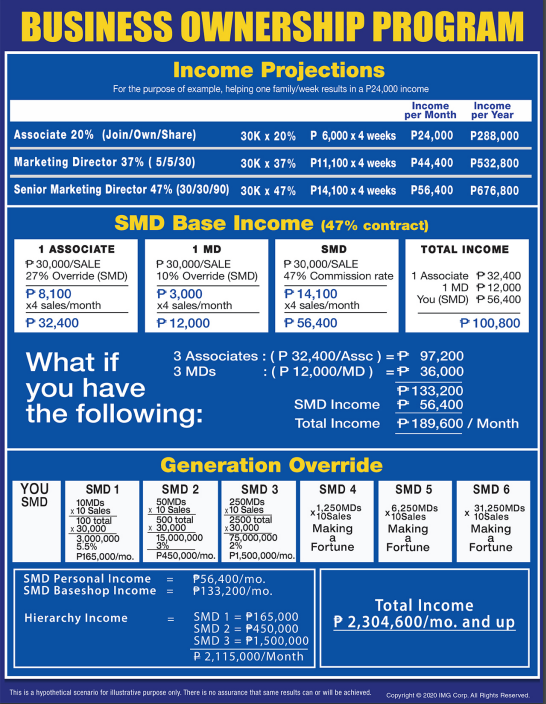 BUSINESS OWNERSHIP PROGRAM
Income Projections
For the purpose of example, helping one family/week results in a P24,000 income
Income per Month
Income per Year
Associate 20% (Join/Own/Share) 30K x 20% P 6,000 x 4 weeks P24,000 P288,000
Marketing Director 37% ( 5/5/30) 30K x 37% P11,100 x 4 weeks P44,400 P532,800
Senior Marketing Director 47% (30/30/90) 30K x 47% P14,100 x 4 weeks P56,400 P676,800
SMD Base Income (47% contract)
1 ASSOCIATE
₱ 30,000/SALE
27% Override (SMD)
₱ 8,100
x4 sales/month
₱ 32,400
1 MD
₱ 30,000/SALE
10% Override (SMD)
₱ 3,000
x4 sales/month
₱ 12,000
SMD
₱ 30,000/SALE
47% Commission rate
₱ 14,100
x4 sales/month
₱ 56,400
TOTAL INCOME
1 Associate ₱ 32,400
1 MD ₱ 12,000
You (SMD) ₱ 56,400
₱ 100,800
What if
you have
the following:
3 Associates : ( P 32,400/Assc ) = ₱ 97,200
3 MDs : ( P 12,000/MD ) = ₱ 36,000
₱ 133,200
SMD Income ₱ 56,400
Total Income ₱ 189,600 / Month
Generation Override
YOU
SMD
SMD 1
10MDs
x 10 Sales
100 total
x 30,000
3,000,000
5.5%
P165,000/mo.
SMD 2
50MDs
x 10 Sales
500 total
x 30,000
15,000,000
3%
P450,000/mo.
SMD 3
250MDs
x10 Sales
2500 total
x30,000
75,000,000
2%
P1,500,000/mo.
SMD 4
1,250MDs
x 10Sales
Making
a
Fortune
SMD 5
6,250MDs
x10Sales
Making
a
Fortune
SMD 6
31,250MDs
x 10Sales
Making
a
Fortune
SMD Personal Income = ₱56,400/mo.
SMD Baseshop Income = ₱133,200/mo.
Hierarchy Income = SMD 1 = ₱165,000
SMD 2 = ₱450,000
SMD 3 = ₱1,500,000
₱ 2,115,000/Month
Total Income
₱ 2,304,600/mo. and up
This is a hypothetical scenario for illustrative purpose only. There is no assurance that same results can or will be achieved.
Copyright © 2020 IMG Corp. All Rights Reserved.